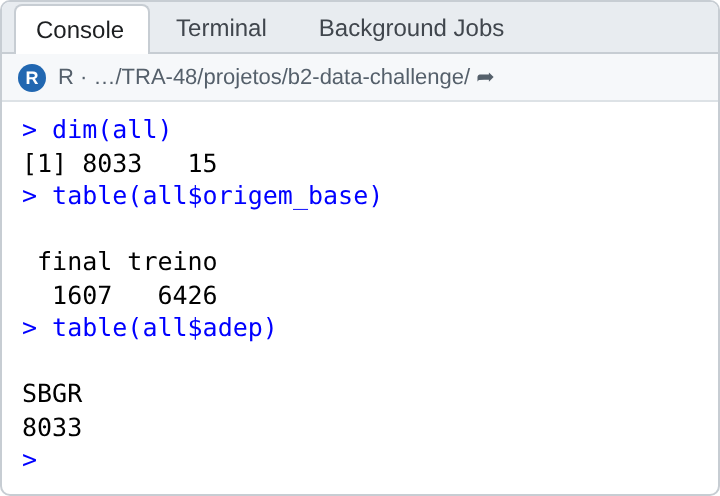 Console Terminal Background Jobs
R R · …/TRA-48/projetos/b2-data-challenge/ ➦
> dim(all)
[1] 8033   15
> table(all$origem_base)

 final treino
  1607   6426
> table(all$adep)

SBGR
8033
>